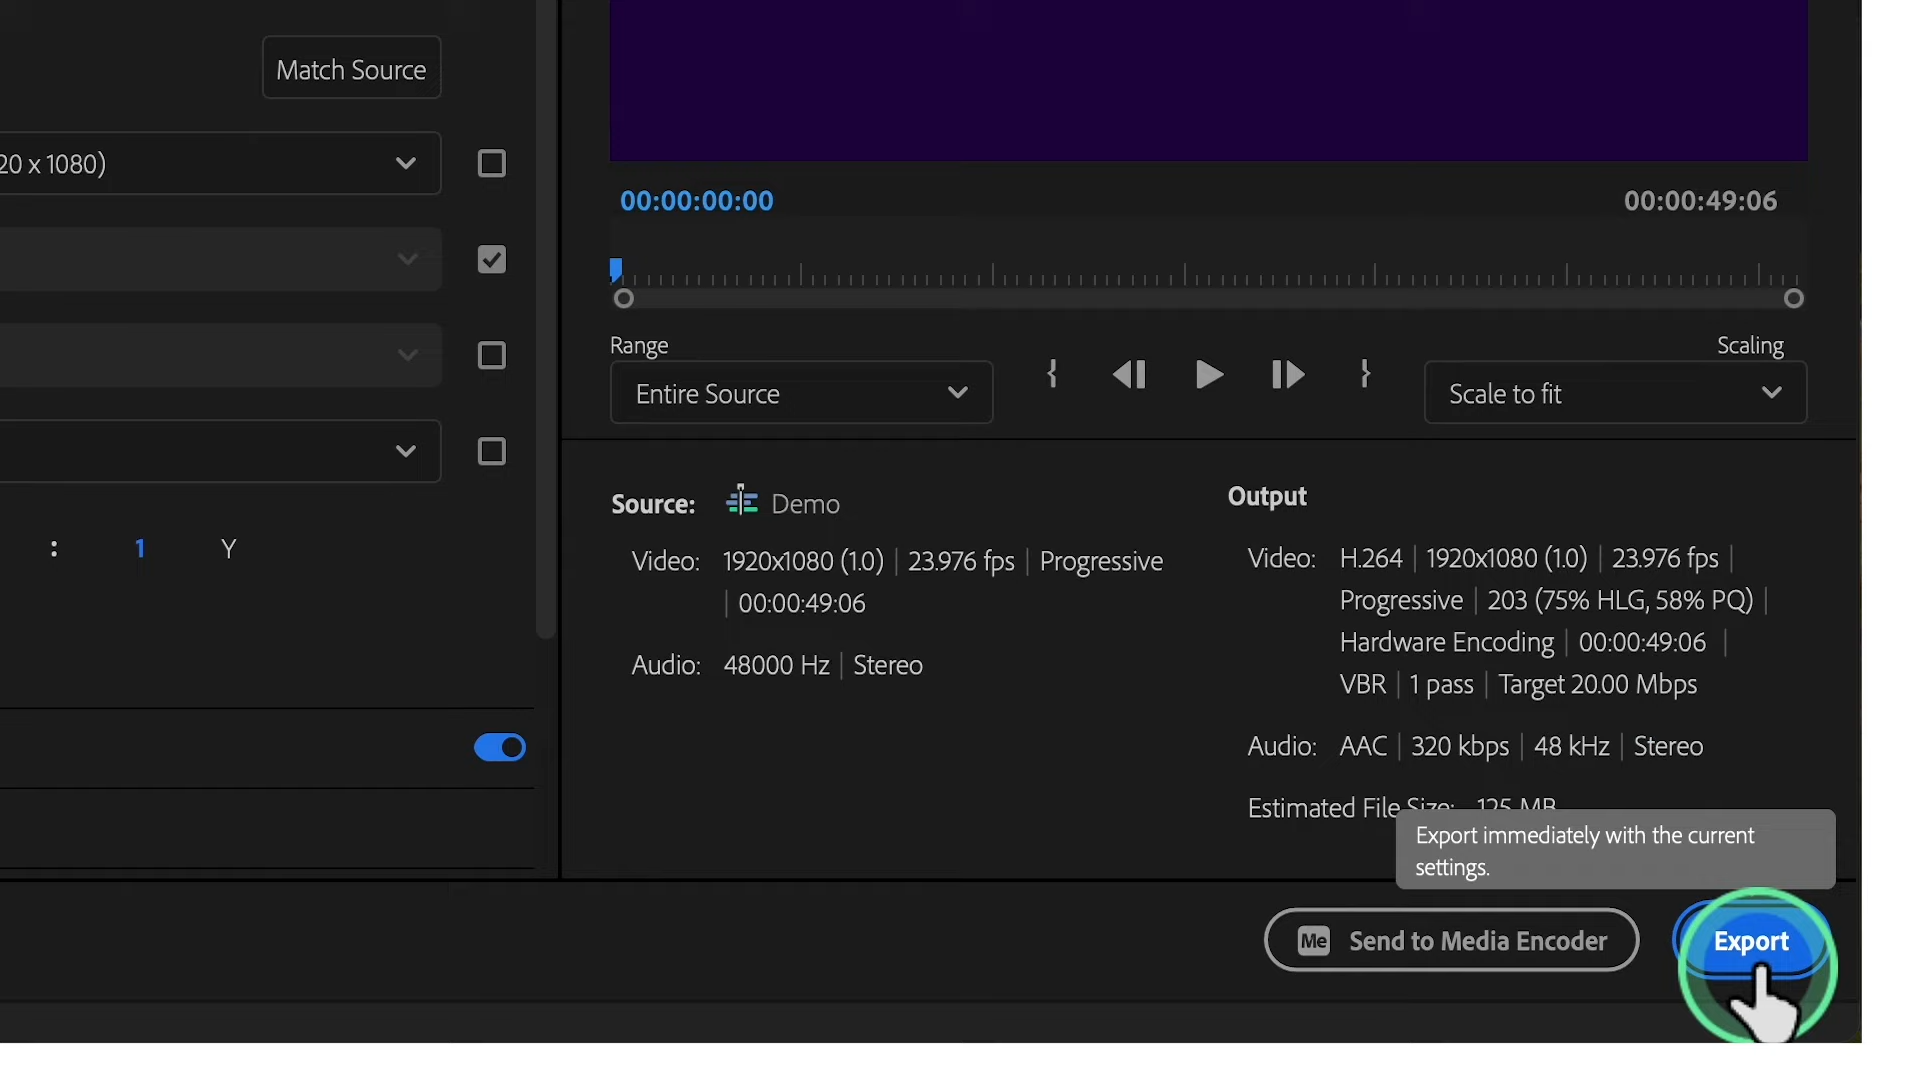 Match Source
20 x 1080)
: 1 Y
00:00:00:00 00:00:49:06
Range
Entire Source
{ }
Scaling
Scale to fit
Source: Demo
Video: 1920x1080 (1.0) | 23.976 fps | Progressive
| 00:00:49:06
Audio: 48000 Hz | Stereo
Output
Video: H.264 | 1920x1080 (1.0) | 23.976 fps |
Progressive | 203 (75% HLG, 58% PQ) |
Hardware Encoding | 00:00:49:06 |
VBR | 1 pass | Target 20.00 Mbps
Audio: AAC | 320 kbps | 48 kHz | Stereo
Estimated File Size: 125 MB
Export immediately with the current
settings.
Me Send to Media Encoder
Export